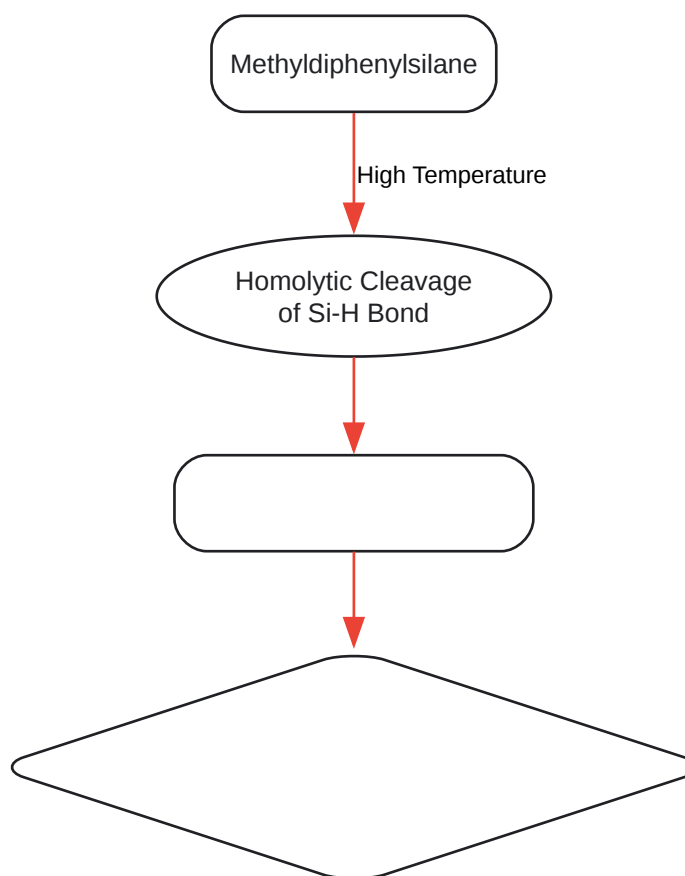 Methyldiphenylsilane
High Temperature
Homolytic Cleavage
of Si-H Bond